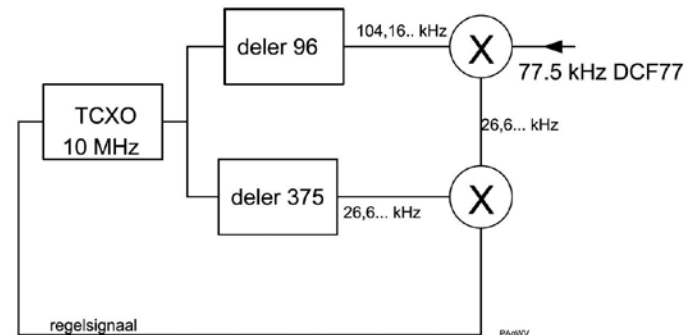 104,16.. kHz
deler 96
X
77.5 kHz DCF77
TCXO
10 MHz
26,6... kHz
deler 375
26,6... kHz
X
regelsignaal